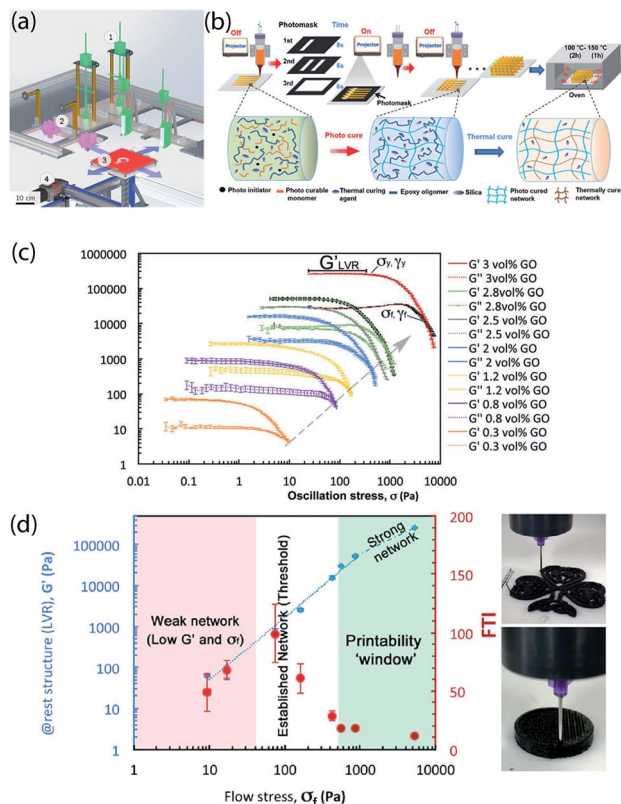 (a)
1
2
3
4
10 cm
(b)
Off
Projector
Photomask
1st
2nd
3rd
Time
8s
6s
6s
On
Projector
Photomask
Off
Projector
100 °C- 150 °C
(2h) (1h)
Oven
Photo cure
Thermal cure
Photo initiator
Photo curable
monomer
Thermal curing
agent
Epoxy oligomer
Silica
Photo cured
network
Thermally cure
network
(c)
G'LVR
σy, γy
σf, γf
1000000
100000
10000
1000
100
10
1
0.01 0.1 1 10 100 1000 10000
Oscillation stress, σ (Pa)
G' 3 vol% GO
G'' 3vol% GO
G' 2.8vol% GO
G'' 2.8vol% GO
G' 2.5 vol% GO
G'' 2.5 vol% GO
G' 2 vol% GO
G'' 2 vol% GO
G' 1.2 vol% GO
G'' 1.2 vol% GO
G' 0.8 vol% GO
G'' 0.8 vol% GO
G' 0.3 vol% GO
G'' 0.3 vol% GO
(d)
@rest structure (LVR), G' (Pa)
100000
10000
1000
100
10
1
Weak network
(Low G' and σf)
Established Network (Threshold)
Strong
network
Printability
'window'
200
150
100
50
0
FTI
1 10 100 1000 10000
Flow stress, σf (Pa)